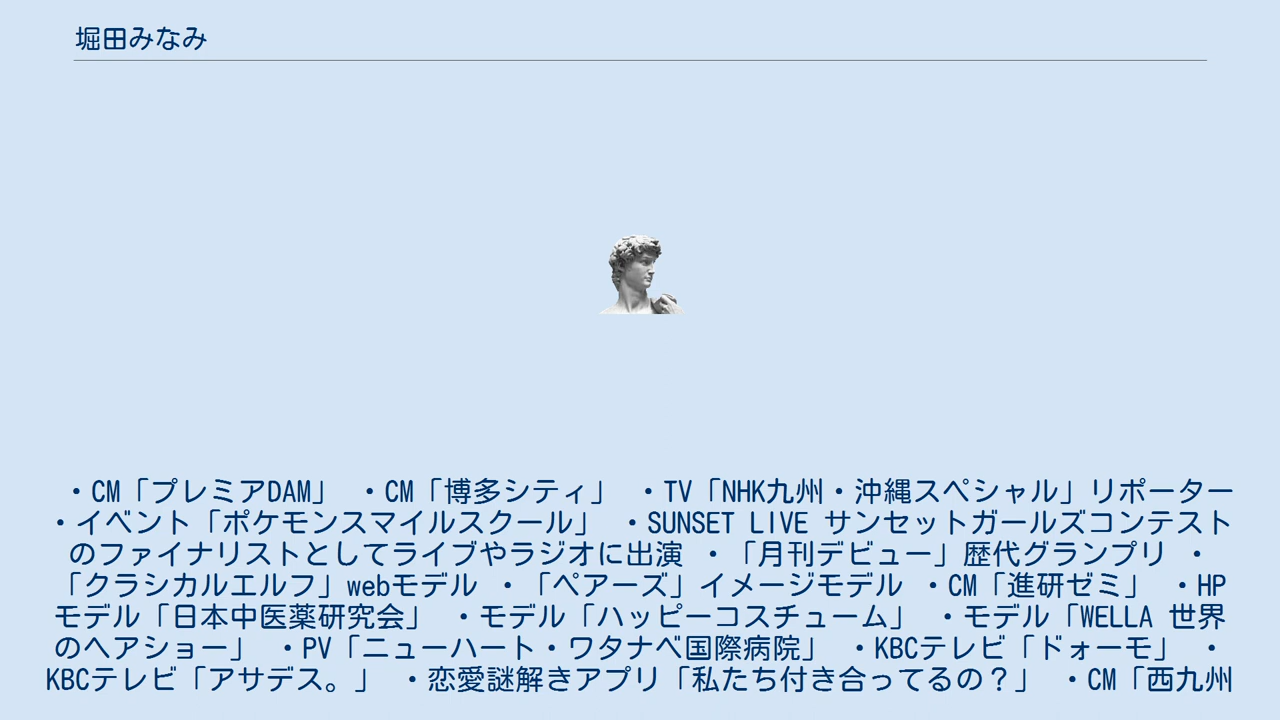 堀田みなみ
・CM「プレミアDAM」 ・CM「博多シティ」 ・TV「NHK九州・沖縄スペシャル」リポーター
・イベント「ポケモンスマイルスクール」 ・SUNSET LIVE サンセットガールズコンテスト
のファイナリストとしてライブやラジオに出演 ・「月刊デビュー」歴代グランプリ ・
「クラシカルエルフ」webモデル ・「ペアーズ」イメージモデル ・CM「進研ゼミ」 ・HP
モデル「日本中医薬研究会」 ・モデル「ハッピーコスチューム」 ・モデル「WELLA 世界
のヘアショー」 ・PV「ニューハート・ワタナベ国際病院」 ・KBCテレビ「ドォーモ」 ・
KBCテレビ「アサデス。」 ・恋愛謎解きアプリ「私たち付き合ってるの？」 ・CM「西九州